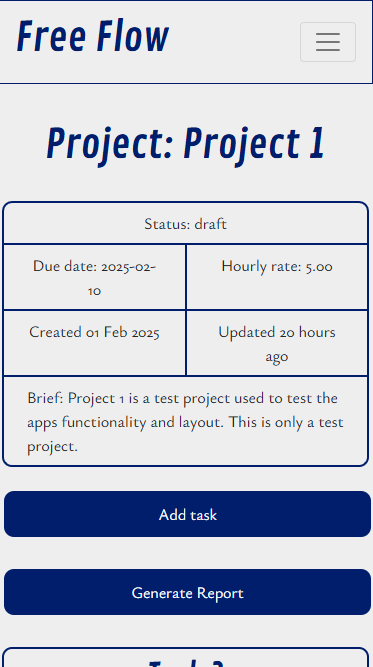 Free Flow
Project: Project 1
Status: draft
Due date: 2025-02-
10
Hourly rate: 5.00
Created 01 Feb 2025
Updated 20 hours
ago
Brief: Project 1 is a test project used to test the
apps functionality and layout. This is only a test
project.
Add task
Generate Report